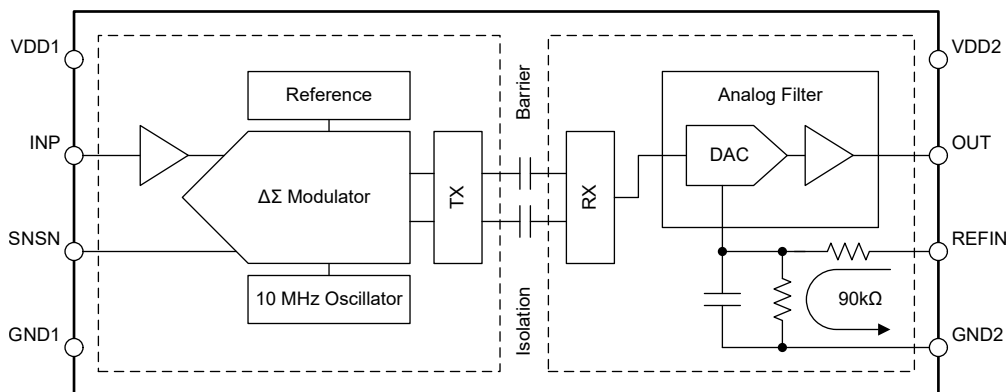 VDD1
VDD2
Reference
Barrier
Analog Filter
INP
DAC
OUT
ΔΣ Modulator
TX
RX
SNSN
REFIN
10 MHz Oscillator
90kΩ
Isolation
GND1
GND2